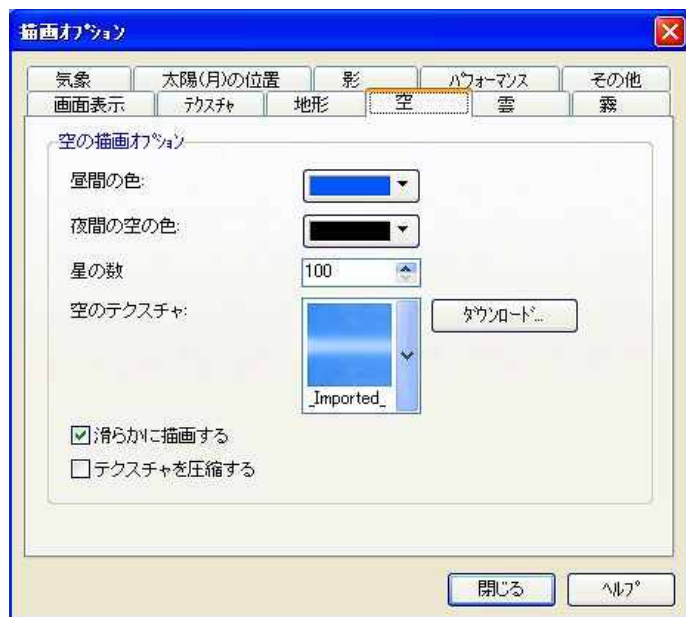 描画ｵﾌﾟｼｮﾝ
気象 太陽(月)の位置 影 ﾊﾟﾌｫｰﾏﾝｽ その他
画面表示 ﾃｸｽﾁｬ 地形 空 雲 霧
空の描画ｵﾌﾟｼｮﾝ
昼間の色:
夜間の空の色:
星の数 100
空のテクスチャ: ﾀﾞｳﾝﾛｰﾄﾞ...
_Imported_
滑らかに描画する
テクスチャを圧縮する
閉じる ﾍﾙﾌﾟ